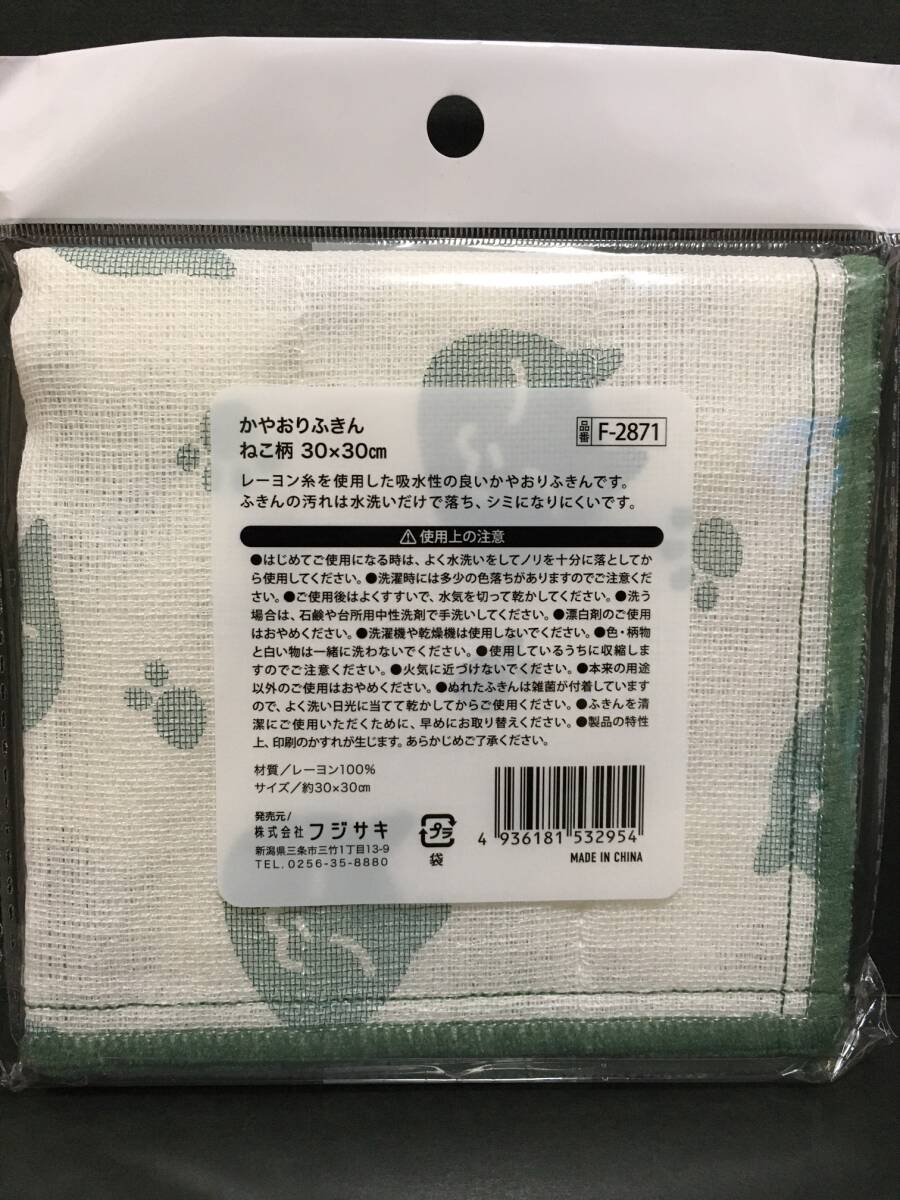 かやおりふきん
ねこ柄 30×30㎝
品番 F-2871
レーヨン糸を使用した吸水性の良いかやおりふきんです。
ふきんの汚れは水洗いだけで落ち、シミになりにくいです。
⚠使用上の注意
●はじめてご使用になる時は、よく水洗いをしてノリを十分に落としてか
ら使用してください。●洗濯時には多少の色落ちがありますのでご注意くだ
さい。●ご使用後はよくすすいで、水気を切って乾かしてください。●洗う
場合は、石鹸や台所用中性洗剤で手洗いしてください。●漂白剤のご使用
はおやめください。●洗濯機や乾燥機は使用しないでください。●色・柄物
と白い物は一緒に洗わないでください。●使用しているうちに収縮しま
すのでご注意ください。●火気に近づけないでください。●本来の用途
以外のご使用はおやめください。●ぬれたふきんは雑菌が付着しています
ので、よく洗い日光に当てて乾かしてからご使用ください。●ふきんを清
潔にご使用いただくために、早めにお取り替えください。●製品の特性
上、印刷のかすれが生じます。あらかじめご了承ください。
材質／レーヨン100%
サイズ／約30×30㎝
発売元/
株式会社 フジサキ
新潟県三条市三竹1丁目13-9
TEL.0256-35-8880
プラ
袋
4 936181 532954
MADE IN CHINA